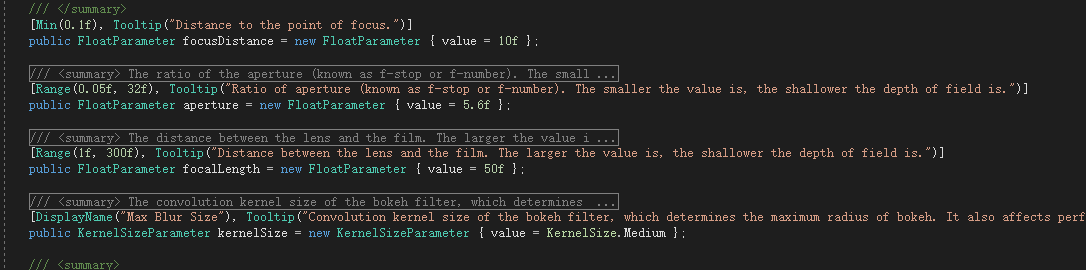 /// </summary>
[Min(0.1f), Tooltip("Distance to the point of focus.")]
public FloatParameter focusDistance = new FloatParameter { value = 10f };
/// <summary> The ratio of the aperture (known as f-stop or f-number). The small ...
[Range(0.05f, 32f), Tooltip("Ratio of aperture (known as f-stop or f-number). The smaller the value is, the shallower the depth of field is.")]
public FloatParameter aperture = new FloatParameter { value = 5.6f };
/// <summary> The distance between the lens and the film. The larger the value i ...
[Range(1f, 300f), Tooltip("Distance between the lens and the film. The larger the value is, the shallower the depth of field is.")]
public FloatParameter focalLength = new FloatParameter { value = 50f };
/// <summary> The convolution kernel size of the bokeh filter, which determines ...
[DisplayName("Max Blur Size"), Tooltip("Convolution kernel size of the bokeh filter, which determines the maximum radius of bokeh. It also affects perf
public KernelSizeParameter kernelSize = new KernelSizeParameter { value = KernelSize.Medium };
/// <summary>